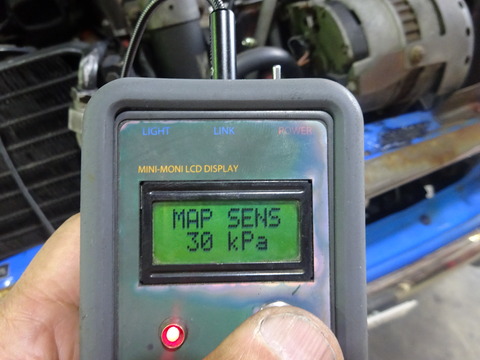 LIGHT LINK POWER
MINI-MONI LCD DISPLAY
MAP SENS
30 kPa